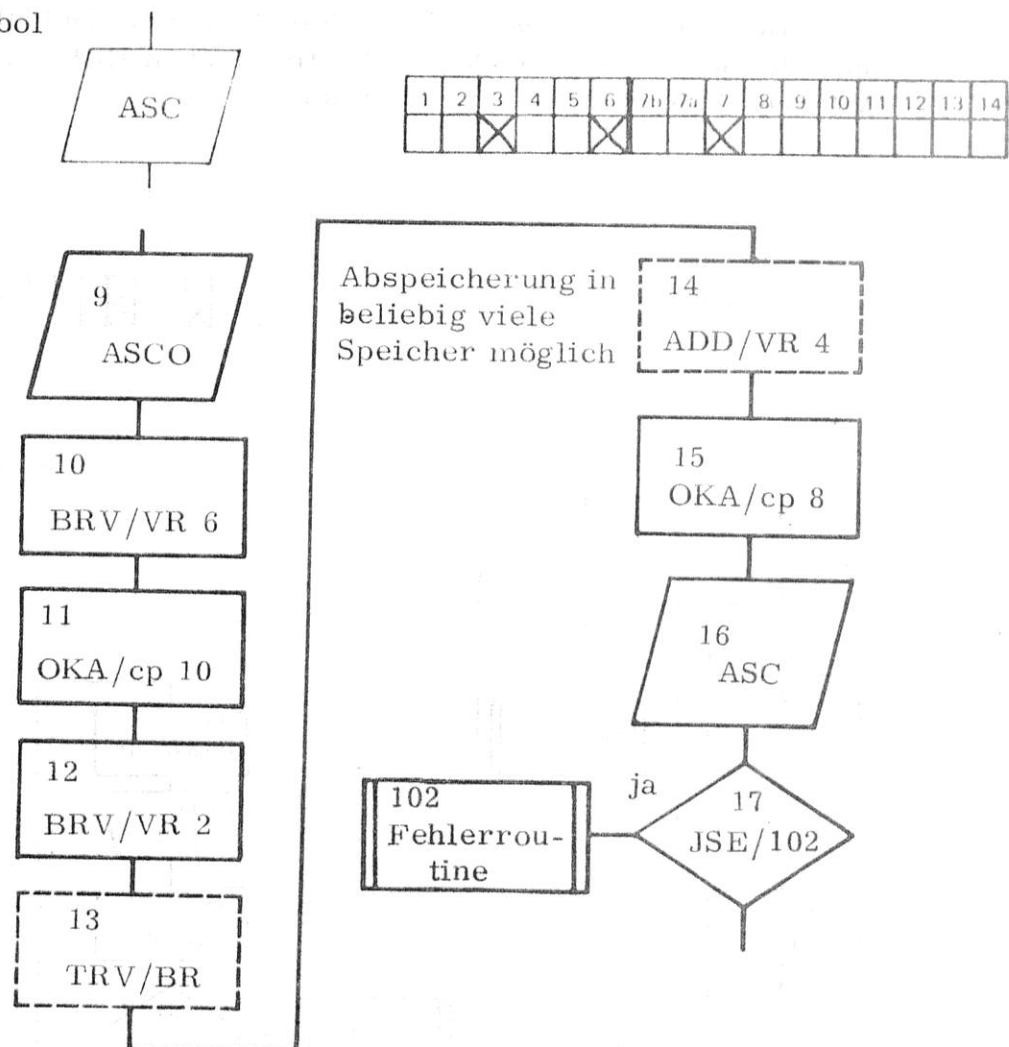 bol
ASC
1 2 3 4 5 6 7b 7a 7 8 9 10 11 12 13 14
9
ASCO
10
BRV/VR 6
11
OKA/cp 10
12
BRV/VR 2
13
TRV/BR
Abspeicherung in
beliebig viele
Speicher möglich
14
ADD/VR 4
15
OKA/cp 8
16
ASC
17
JSE/102
ja
102
Fehlerrou-
tine